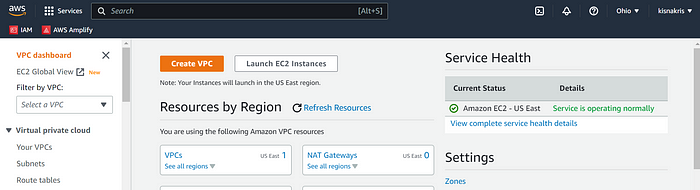 aws
Services
Search
[Alt+S]
Ohio
kisnakris
IAM
AWS Amplify
VPC dashboard
EC2 Global View
New
Filter by VPC:
Select a VPC
Virtual private cloud
Your VPCs
Subnets
Route tables
Create VPC
Launch EC2 Instances
Note: Your Instances will launch in the US East region.
Resources by Region
Refresh Resources
You are using the following Amazon VPC resources
VPCs
US East 1
See all regions
NAT Gateways
US East 0
See all regions
Service Health
Current Status
Details
Amazon EC2 - US East
Service is operating normally
View complete service health details
Settings
Zones